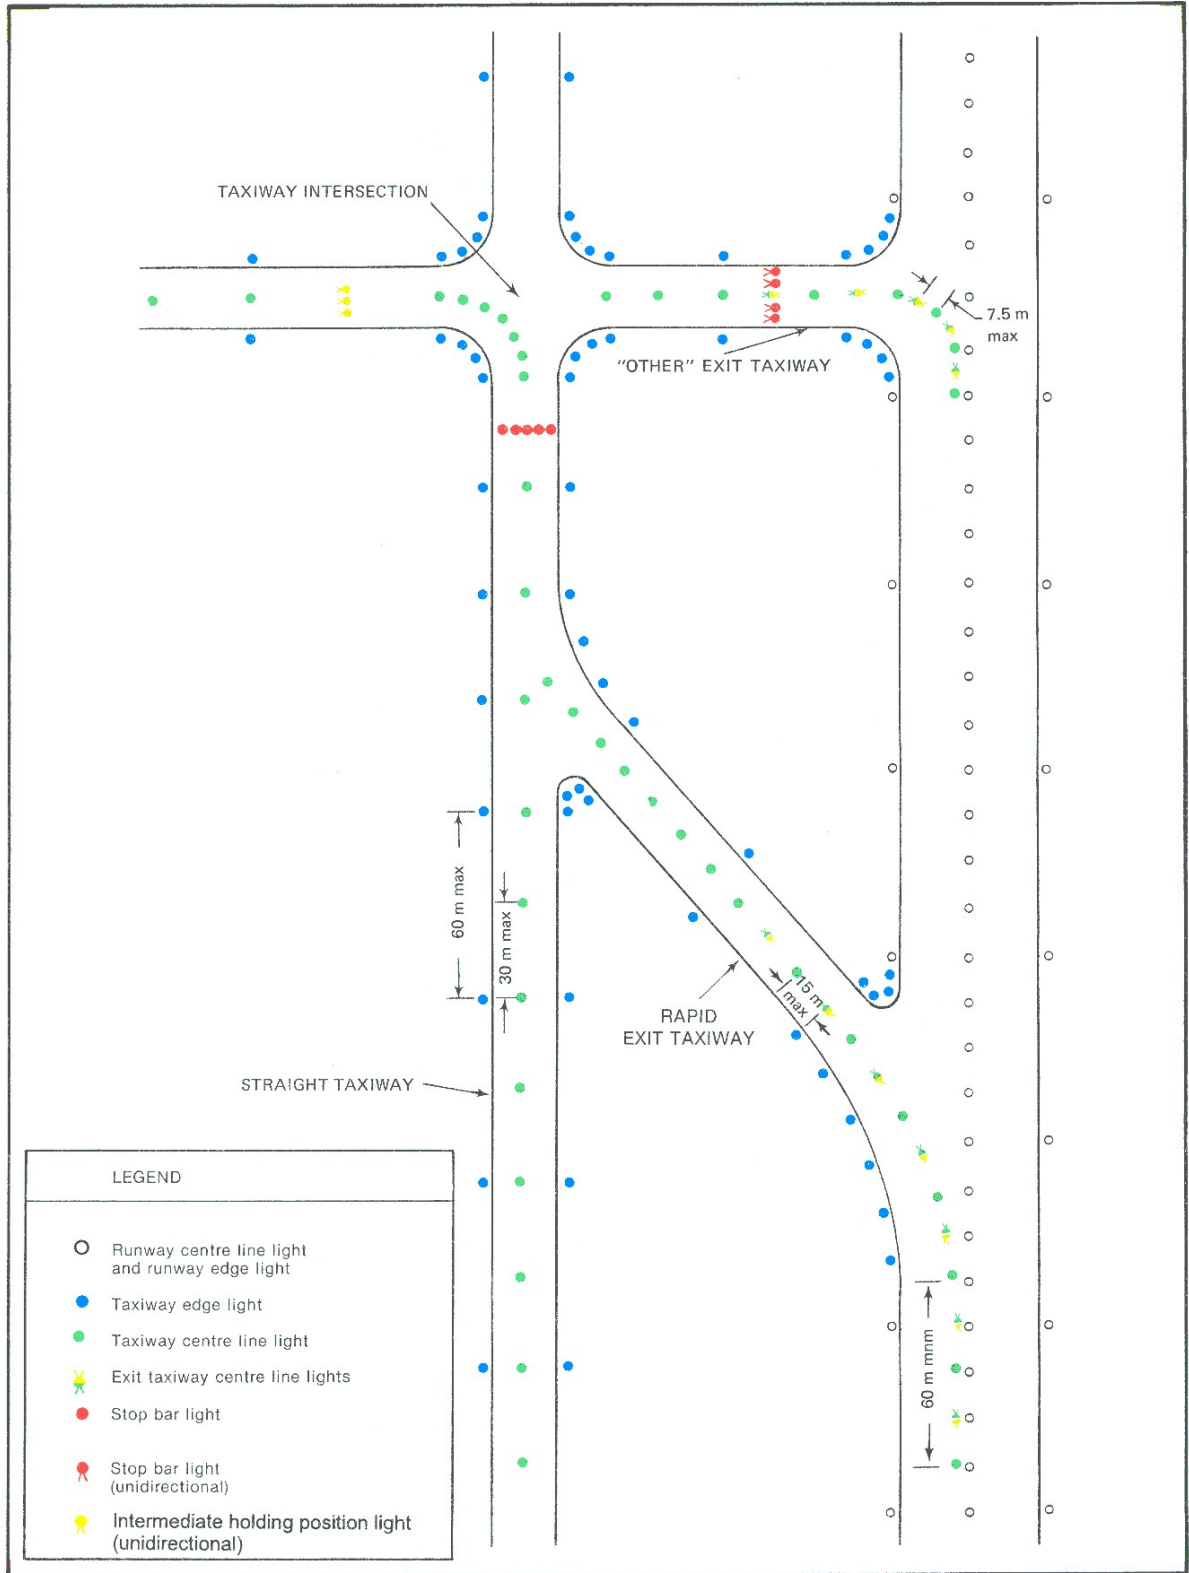 TAXIWAY INTERSECTION
7.5 m
max
"OTHER" EXIT TAXIWAY
60 m max
30 m max
15 m
max
RAPID
EXIT TAXIWAY
STRAIGHT TAXIWAY
60 m mnm
LEGEND
Runway centre line light
and runway edge light
Taxiway edge light
Taxiway centre line light
Exit taxiway centre line lights
Stop bar light
Stop bar light
(unidirectional)
Intermediate holding position light
(unidirectional)